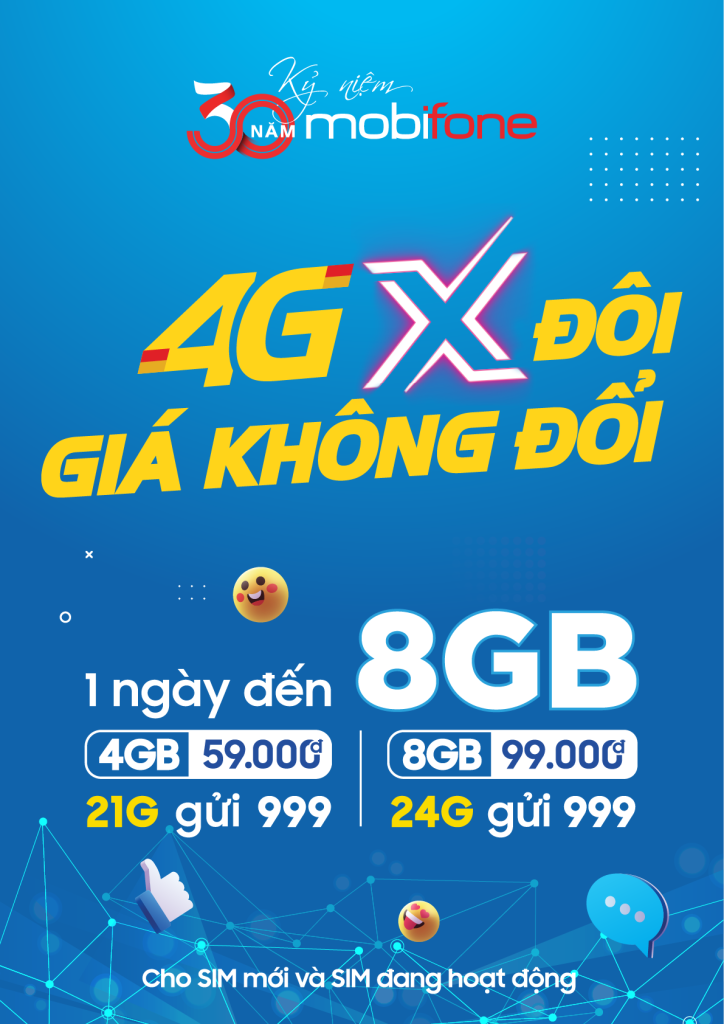 Kỷ niệm
30 NĂM mobifone
4G X ĐÔI
GIÁ KHÔNG ĐỔI
1 ngày đến 8GB
4GB 59.000đ 8GB 99.000đ
21G gửi 999 24G gửi 999
Cho SIM mới và SIM đang hoạt động